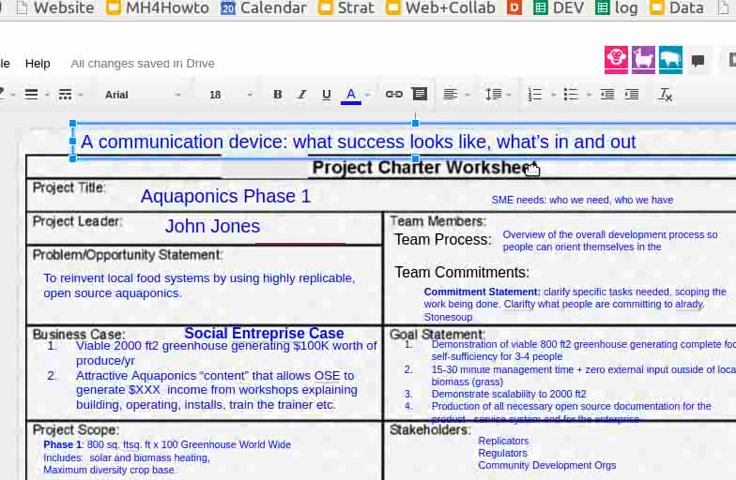 Website MH4Howto 20 Calendar Strat Web+Collab D DEV log Data
le Help All changes saved in Drive
Arial 18 B I U A
A communication device: what success looks like, what's in and out
Project Charter Worksheet
Project Title: Aquaponics Phase 1 SME needs: who we need, who we have
Project Leader: John Jones
Team Members:
Team Process: Overview of the overall development process so
people can orient themselves in the
Problem/Opportunity Statement:
To reinvent local food systems by using highly replicable,
open source aquaponics.
Team Commitments:
Commitment Statement: clarify specific tasks needed, scoping the
work being done. Clarifty what people are committing to alrady.
Stonesoup
Business Case: Social Entreprise Case
1. Viable 2000 ft2 greenhouse generating $100K worth of
produce/yr
2. Attractive Aquaponics “content” that allows OSE to
generate $XXX income from workshops explaining
building, operating, installs, train the trainer etc.
Goal Statement:
1. Demonstration of viable 800 ft2 greenhouse generating complete foo
self-sufficiency for 3-4 people
2. 15-30 minute management time + zero external input outside of loca
biomass (grass)
3. Demonstrate scalability to 2000 ft2
4. Production of all necessary open source documentation for the
product, service system and for the enterprise
Project Scope:
Phase 1: 800 sq. ftsq. ft x 100 Greenhouse World Wide
Includes: solar and biomass heating,
Maximum diversity crop base.
Stakeholders:
Replicators
Regulators
Community Development Orgs